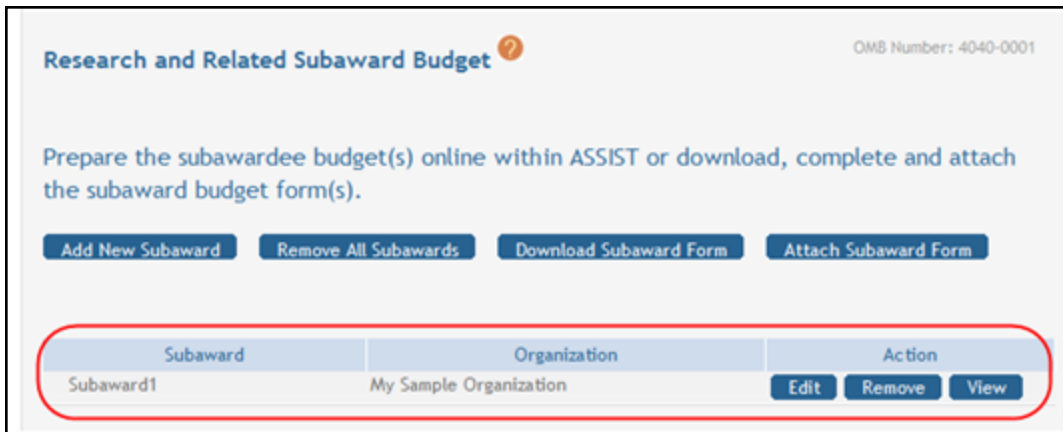 Research and Related Subaward Budget ?
OMB Number: 4040-0001
Prepare the subawardee budget(s) online within ASSIST or download, complete and attach
the subaward budget form(s).
Add New Subaward Remove All Subawards Download Subaward Form Attach Subaward Form
Subaward Organization Action
Subaward1 My Sample Organization Edit Remove View